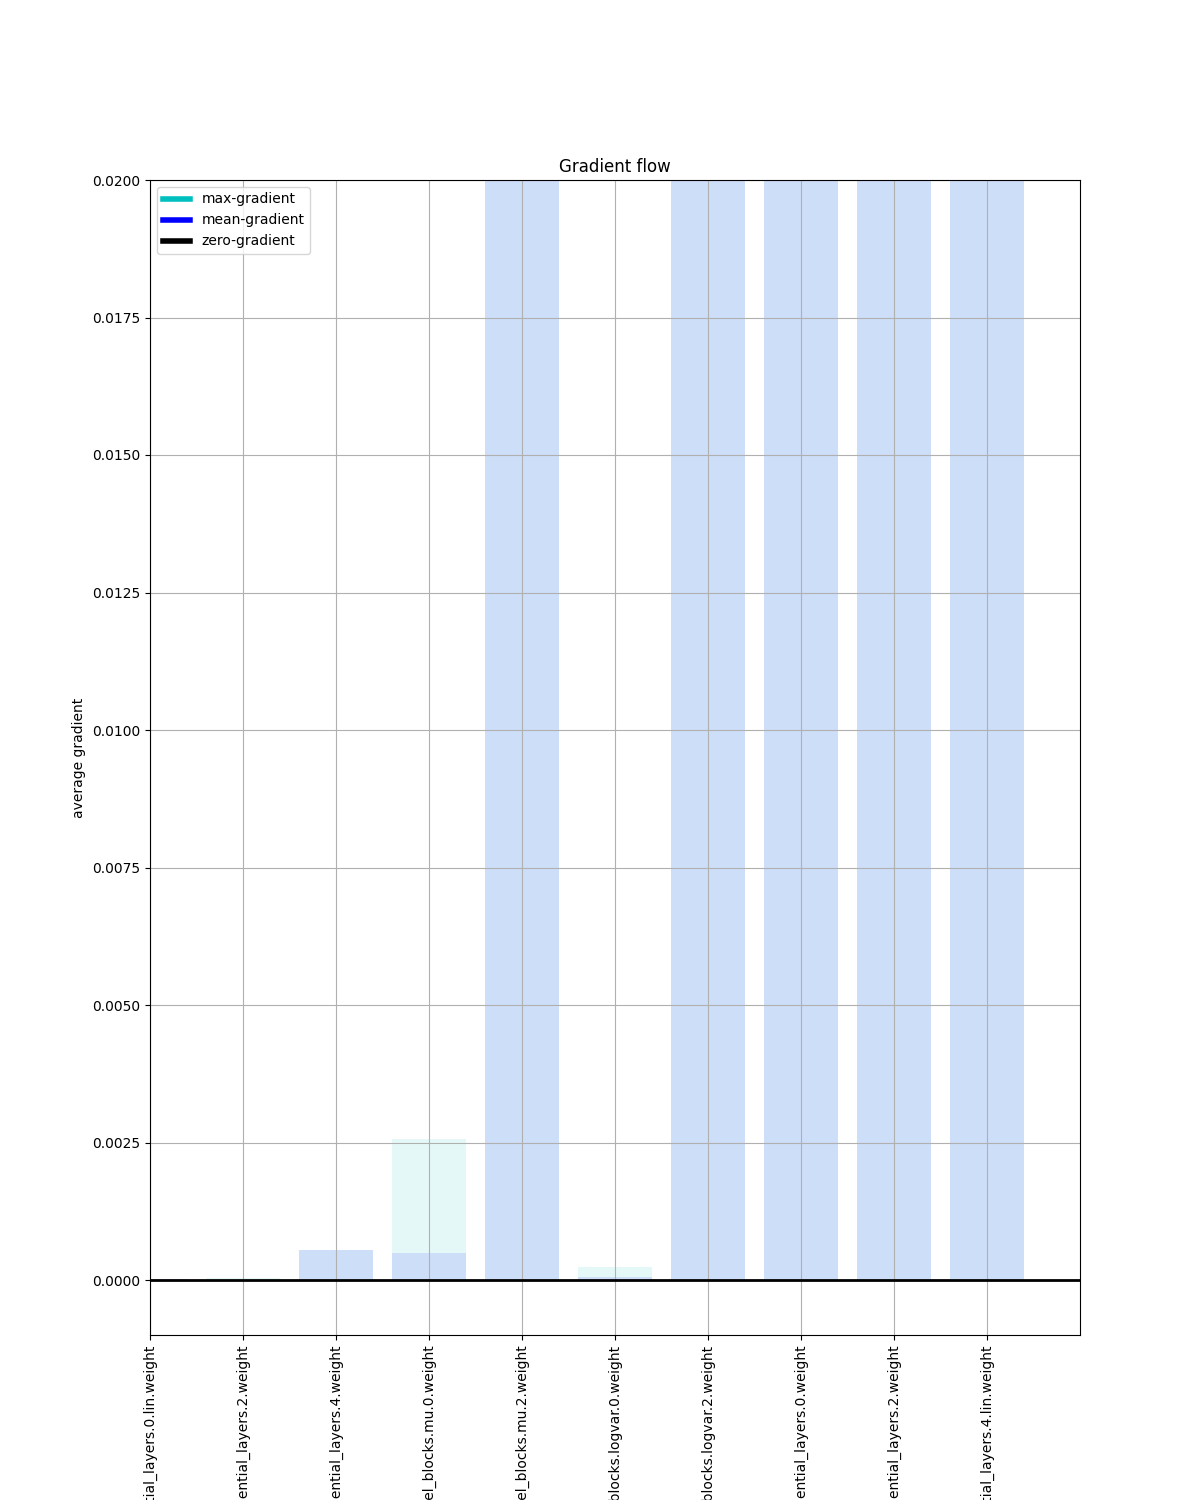 Gradient flow
max-gradient
mean-gradient
zero-gradient
0.0200
0.0175
0.0150
0.0125
0.0100
0.0075
0.0050
0.0025
0.0000
average gradient
tial_layers.0.lin.weight
ential_layers.2.weight
ential_layers.4.weight
el_blocks.mu.0.weight
el_blocks.mu.2.weight
blocks.logvar.0.weight
blocks.logvar.2.weight
ential_layers.0.weight
ential_layers.2.weight
tial_layers.4.lin.weight